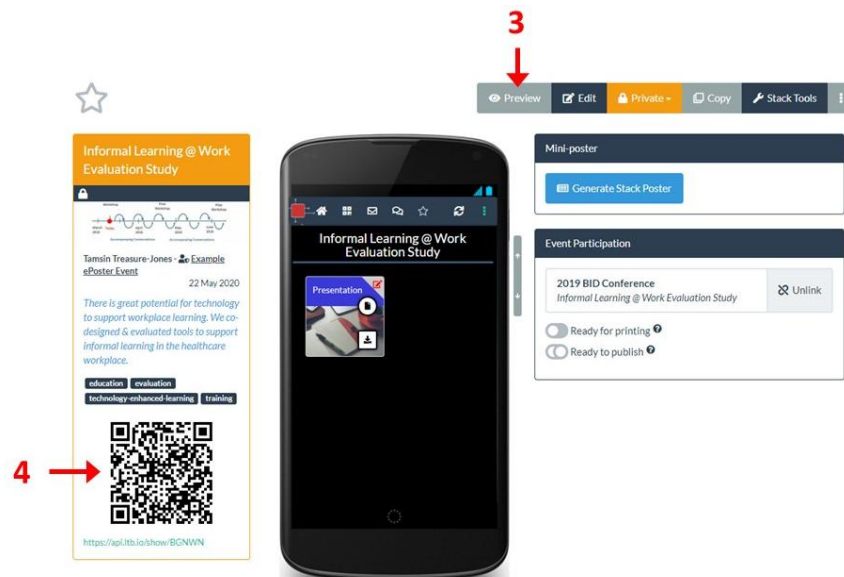 3
Preview Edit Private Copy Stack Tools
Informal Learning @ Work
Evaluation Study
Workshop
Workshop
Tamsin Treasure-Jones - Example
ePoster Event
22 May 2020
There is great potential for technology
to support workplace learning. We co-
designed & evaluated tools to support
informal learning in the healthcare
workplace.
education evaluation
technology-enhanced-learning training
4
https://api.ltb.io/show/BGNWN
Informal Learning @ Work
Evaluation Study
Presentation
Mini-poster
Generate Stack Poster
Event Participation
2019 BID Conference
Informal Learning @ Work Evaluation Study
Unlink
Ready for printing
Ready to publish